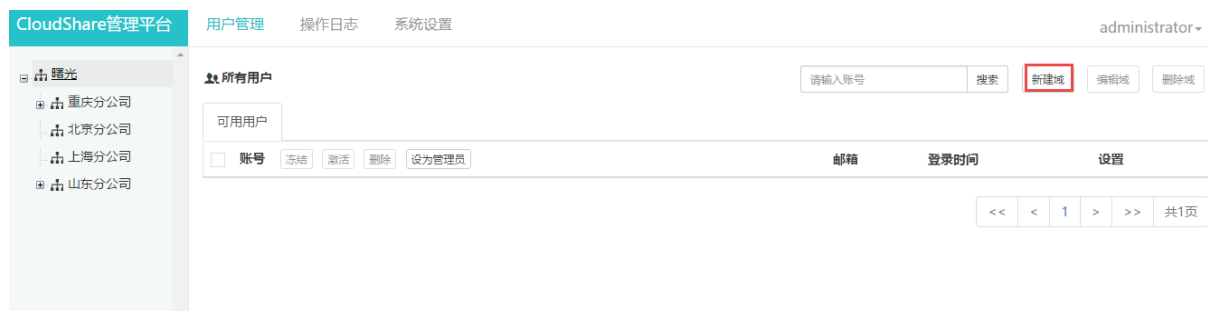 CloudShare管理平台 用户管理 操作日志 系统设置 administrator
曙光
重庆分公司
北京分公司
上海分公司
山东分公司
所有用户 请输入账号 搜索 新建域 编辑域 删除域
可用用户
账号 冻结 激活 删除 设为管理员 邮箱 登录时间 设置
<< < 1 > >> 共1页